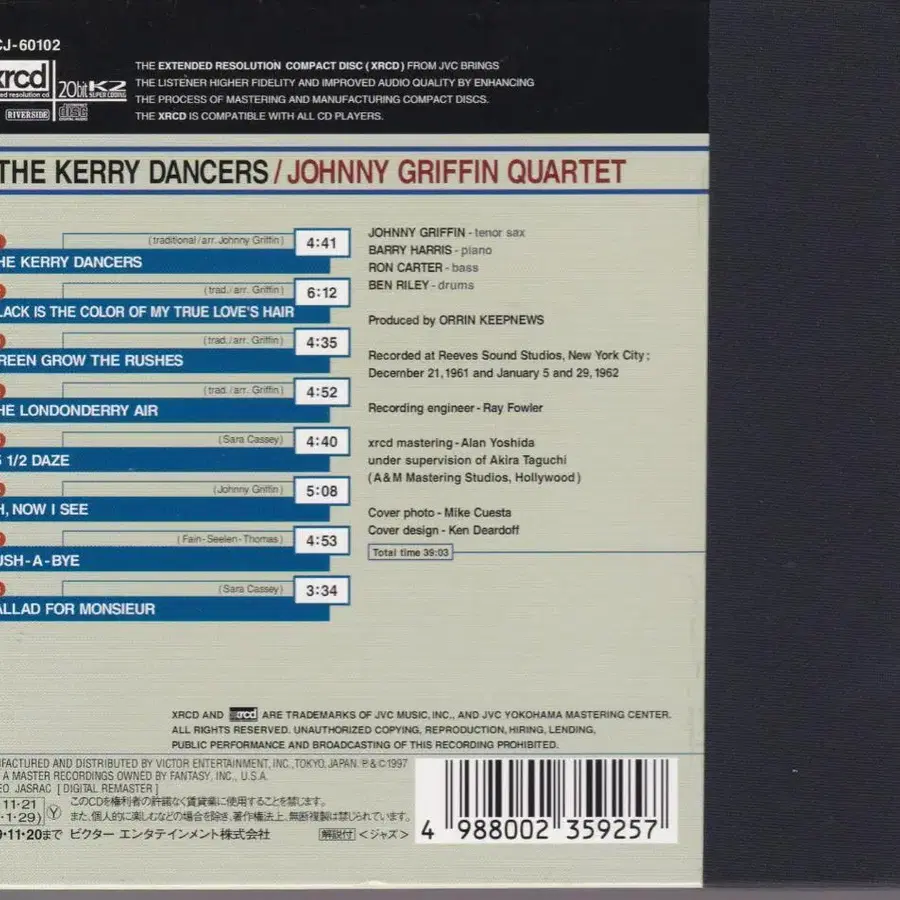 CJ-60102
xrcd
ed resolution cd
RIVERSIDE
20bit K2
SUPER CODING
COMPACT
disc
DIGITAL AUDIO
THE EXTENDED RESOLUTION COMPACT DISC (XRCD) FROM JVC BRINGS
THE LISTENER HIGHER FIDELITY AND IMPROVED AUDIO QUALITY BY ENHANCING
THE PROCESS OF MASTERING AND MANUFACTURING COMPACT DISCS.
THE XRCD IS COMPATIBLE WITH ALL CD PLAYERS.
THE KERRY DANCERS / JOHNNY GRIFFIN QUARTET
(traditional/arr. Johnny Griffin) 4:41
HE KERRY DANCERS
(trad./arr. Griffin) 6:12
LACK IS THE COLOR OF MY TRUE LOVE'S HAIR
(trad./arr. Griffin) 4:35
REEN GROW THE RUSHES
(trad./arr. Griffin) 4:52
HE LONDONDERRY AIR
(Sara Cassey) 4:40
1/2 DAZE
(Johnny Griffin) 5:08
H, NOW I SEE
(Fain-Seelen-Thomas) 4:53
USH-A-BYE
(Sara Cassey) 3:34
ALLAD FOR MONSIEUR
JOHNNY GRIFFIN - tenor sax
BARRY HARRIS - piano
RON CARTER - bass
BEN RILEY - drums
Produced by ORRIN KEEPNEWS
Recorded at Reeves Sound Studios, New York City;
December 21, 1961 and January 5 and 29, 1962
Recording engineer - Ray Fowler
xrcd mastering - Alan Yoshida
under supervision of Akira Taguchi
(A&M Mastering Studios, Hollywood)
Cover photo - Mike Cuesta
Cover design - Ken Deardoff
Total time 39:03
XRCD AND xrcd ARE TRADEMARKS OF JVC MUSIC, INC., AND JVC YOKOHAMA MASTERING CENTER.
ALL RIGHTS RESERVED. UNAUTHORIZED COPYING, REPRODUCTION, HIRING, LENDING,
PUBLIC PERFORMANCE AND BROADCASTING OF THIS RECORDING PROHIBITED.
UFACTURED AND DISTRIBUTED BY VICTOR ENTERTAINMENT, INC., TOKYO, JAPAN. ℗&©1997
A MASTER RECORDINGS OWNED BY FANTASY, INC., U.S.A.
EO JASRAC [DIGITAL REMASTER]
11・21
・1・29) Ⓨ
9・11・20まで
このCDを権利者の許諾なく賃貸業に使用することを禁じます。
また、個人的に楽しむなどの場合を除き、著作権法上、無断複製は禁じられています。
ビクター エンタテインメント株式会社 解説付 <ジャズ>
4 988002 359257